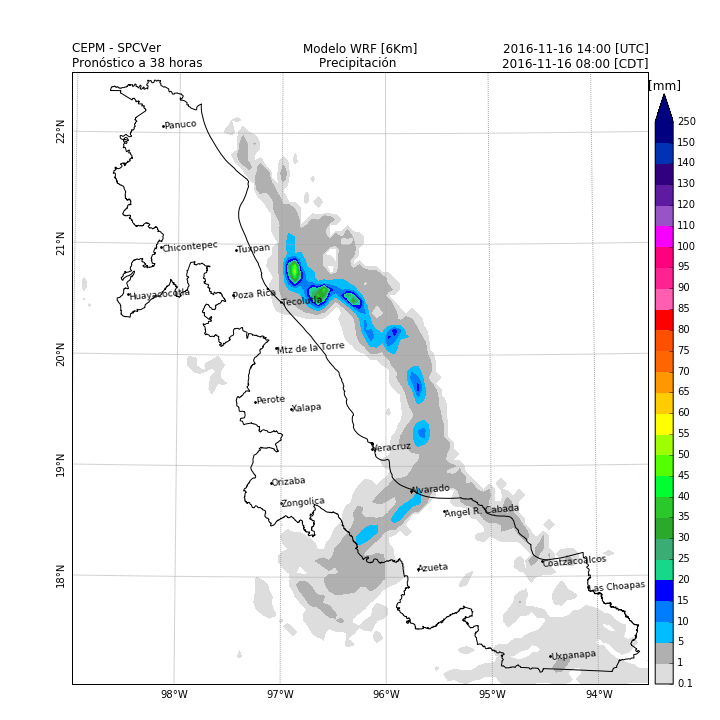 CEPM - SPCVer Modelo WRF [6Km] 2016-11-16 14:00 [UTC]
Pronóstico a 38 horas Precipitación 2016-11-16 08:00 [CDT]
[mm]
250
150
140
130
120
110
100
95
90
85
80
75
70
65
60
55
50
45
40
35
30
25
20
15
10
5
1
0.1
22°N
21°N
20°N
19°N
18°N
Panuco
Chicontepec
Tuxpan
Huayacocotla
Poza Rica
Tecolutla
Mtz de la Torre
Perote
Xalapa
Veracruz
Orizaba
Alvarado
Zongolica
Angel R. Cabada
Azueta
Coatzacoalcos
Las Choapas
Uxpanapa
98°W 97°W 96°W 95°W 94°W